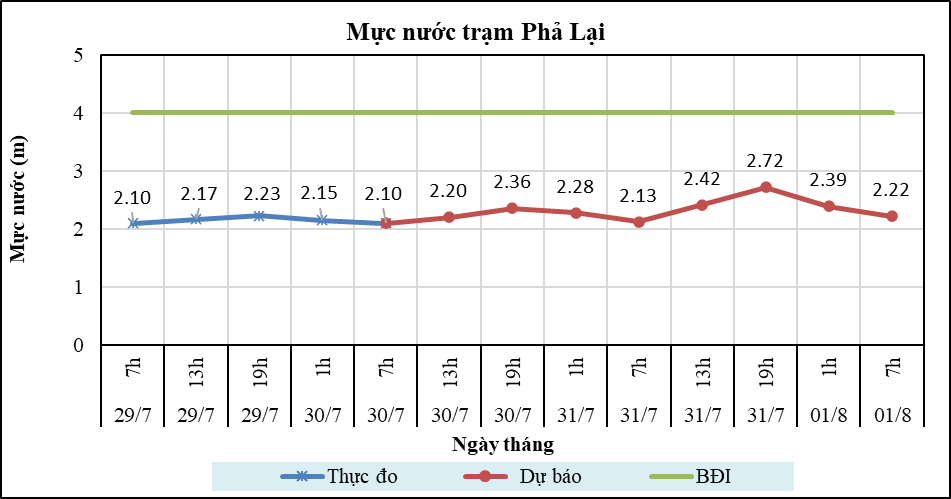 Mực nước trạm Phả Lại
Mực nước (m)
5
4
3
2
1
0
2.10 2.17 2.23 2.15 2.10 2.20 2.36 2.28 2.13 2.42 2.72 2.39 2.22
7h 13h 19h 1h 7h 13h 19h 1h 7h 13h 19h 1h 7h
29/7 29/7 29/7 30/7 30/7 30/7 30/7 31/7 31/7 31/7 31/7 01/8 01/8
Ngày tháng
Thực đo Dự báo BĐI